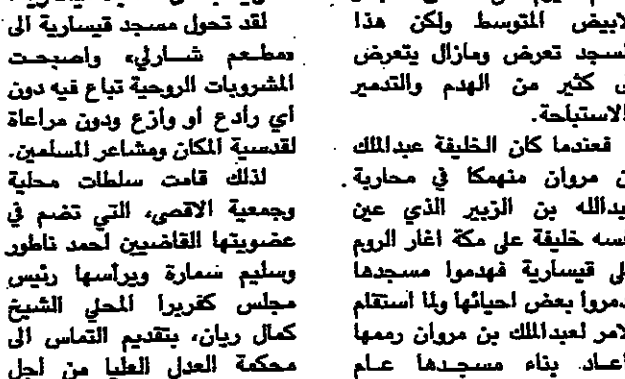 الابيض المتوسط ولكن هذا
المسجد تعرض ومازال يتعرض
الى كثير من الهدم والتدمير
والاستباحة.
فعندما كان الخليفة عبدالملك
بن مروان منهمكا في محاربة
عبدالله بن الزبير الذي عين
نفسه خليفة على مكة اغار الروم
على قيسارية فهدموا مسجدها
ودمروا بعض احيائها ولما استقام
الامر لعبدالملك بن مروان رممها
واعاد. بناء مسجدها عام
لقد تحول مسجد قيسارية الى
«مطعم شارلي» واصبحت
المشروبات الروحية تباع فيه دون
اي رادع او وازع ودون مراعاة
لقدسية المكان ومشاعر المسلمين.
لذلك قامت سلطات محلية
وجمعية الاقصى، التي تضم في
عضويتها القاضيين احمد ناطور
وسليم سمارة ويرأسها رئيس
مجلس كفربرا المحلي الشيخ
كمال ريان، بتقديم التماس الى
محكمة العدل العليا من اجل